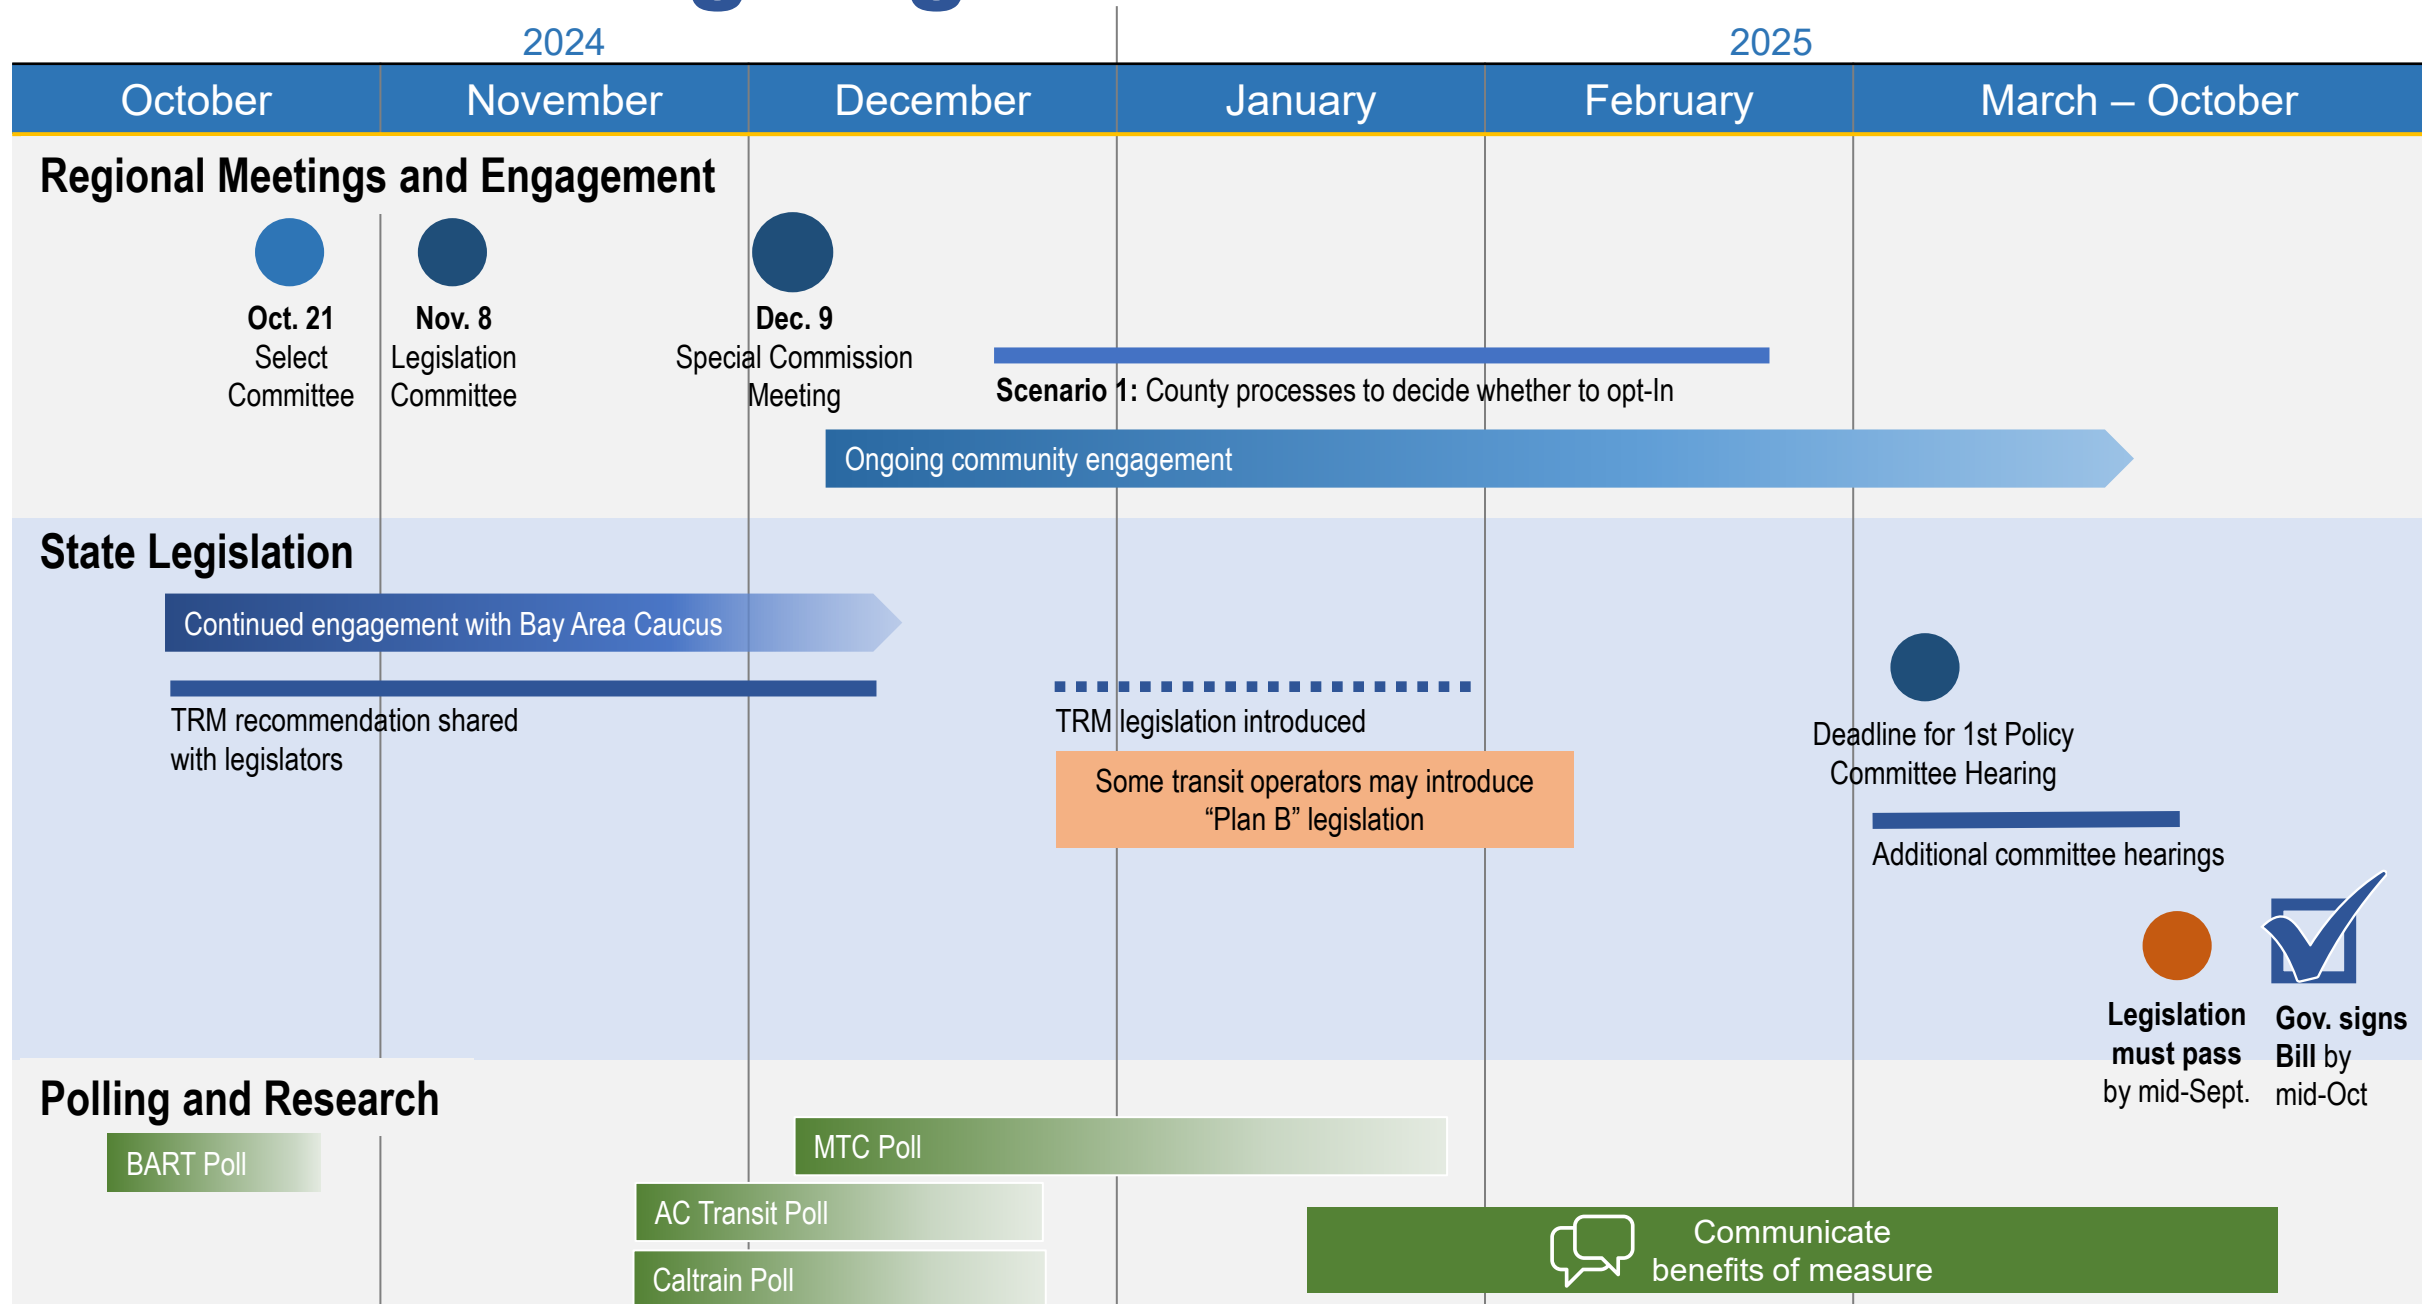 2024
2025
October
November
December
January
February
March – October
Regional Meetings and Engagement
Oct. 21
Select
Committee
Nov. 8
Legislation
Committee
Dec. 9
Special Commission
Meeting
Scenario 1: County processes to decide whether to opt-In
Ongoing community engagement
State Legislation
Continued engagement with Bay Area Caucus
TRM recommendation shared
with legislators
TRM legislation introduced
Some transit operators may introduce
“Plan B” legislation
Deadline for 1st Policy
Committee Hearing
Additional committee hearings
Legislation
must pass
by mid-Sept.
Gov. signs
Bill by
mid-Oct
Polling and Research
BART Poll
MTC Poll
AC Transit Poll
Caltrain Poll
Communicate
benefits of measure